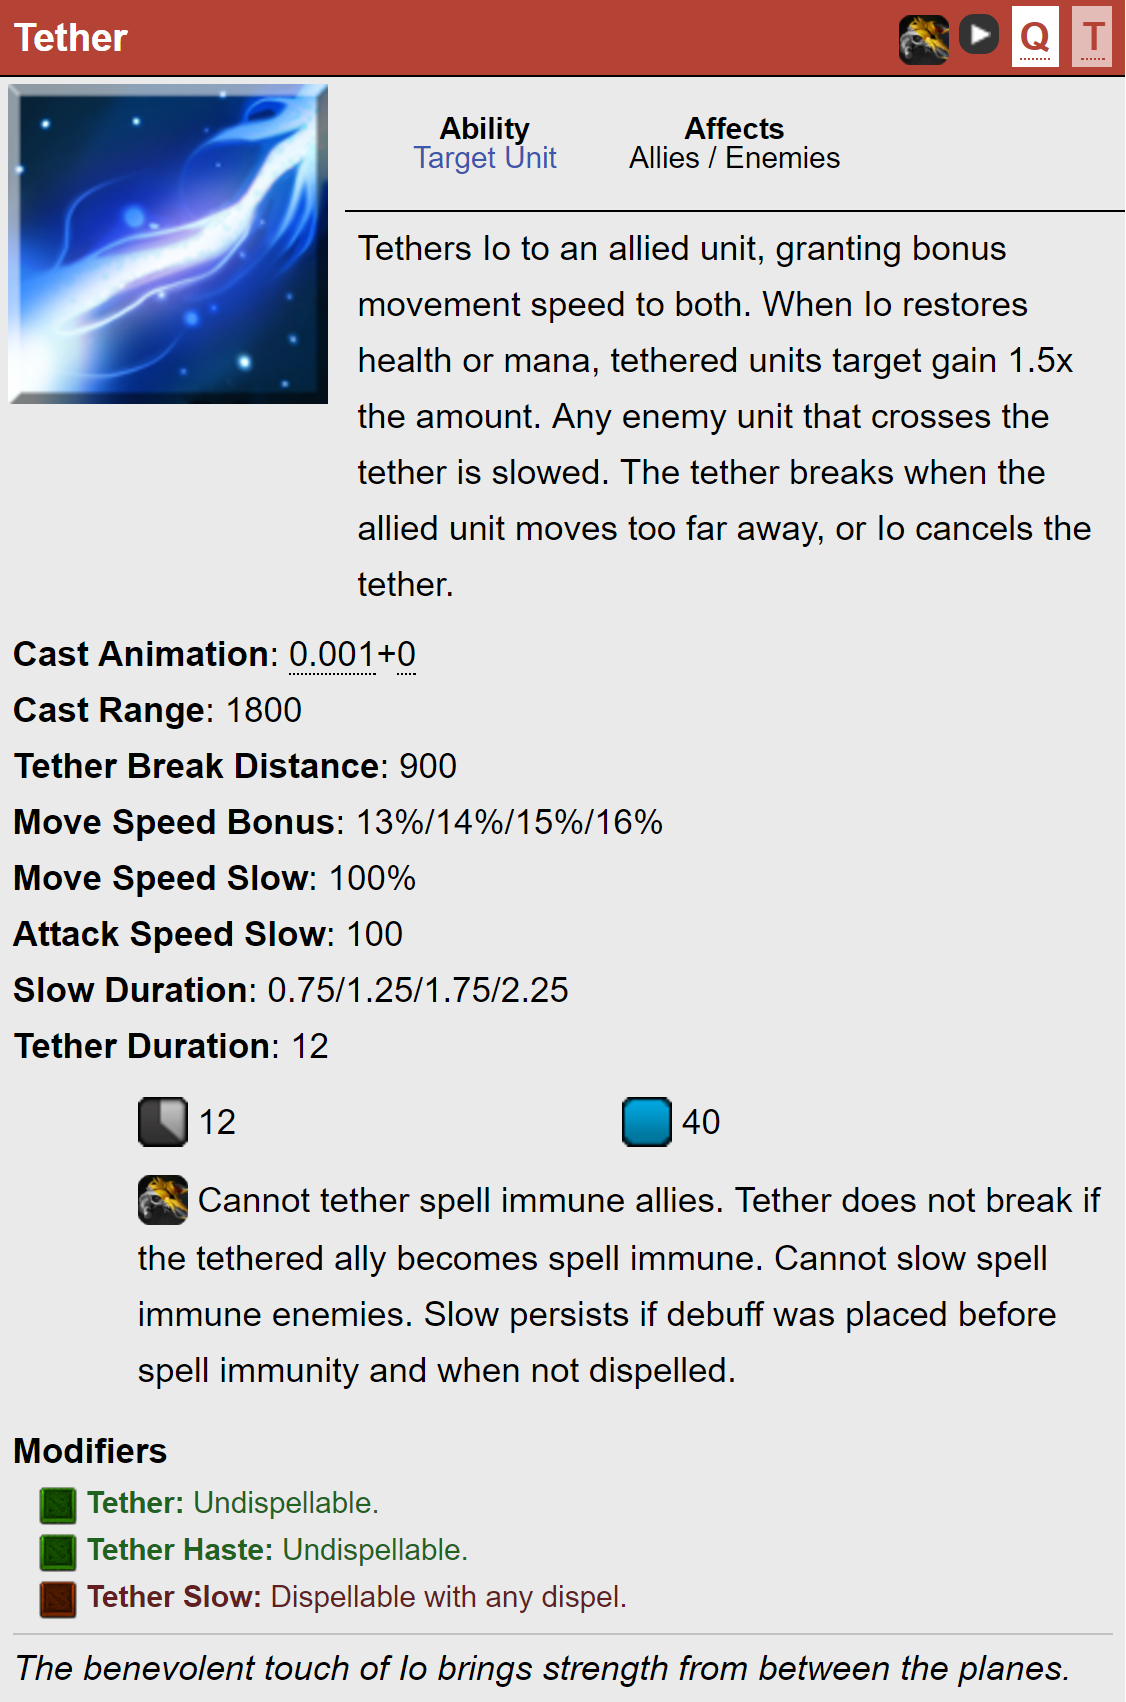 Tether Q T
Ability Affects
Target Unit Allies / Enemies
Tethers Io to an allied unit, granting bonus
movement speed to both. When Io restores
health or mana, tethered units target gain 1.5x
the amount. Any enemy unit that crosses the
tether is slowed. The tether breaks when the
allied unit moves too far away, or Io cancels the
tether.
Cast Animation: 0.001+0
Cast Range: 1800
Tether Break Distance: 900
Move Speed Bonus: 13%/14%/15%/16%
Move Speed Slow: 100%
Attack Speed Slow: 100
Slow Duration: 0.75/1.25/1.75/2.25
Tether Duration: 12
12 40
Cannot tether spell immune allies. Tether does not break if
the tethered ally becomes spell immune. Cannot slow spell
immune enemies. Slow persists if debuff was placed before
spell immunity and when not dispelled.
Modifiers
Tether: Undispellable.
Tether Haste: Undispellable.
Tether Slow: Dispellable with any dispel.
The benevolent touch of Io brings strength from between the planes.